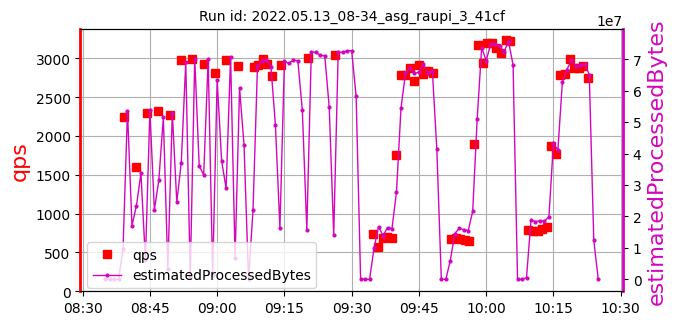 Run id: 2022.05.13_08-34_asg_raupi_3_41cf
1e7
qps
3000
2500
2000
1500
1000
500
0
7
6
5
4
3
2
1
0
estimatedProcessedBytes
qps
estimatedProcessedBytes
08:30 08:45 09:00 09:15 09:30 09:45 10:00 10:15 10:30